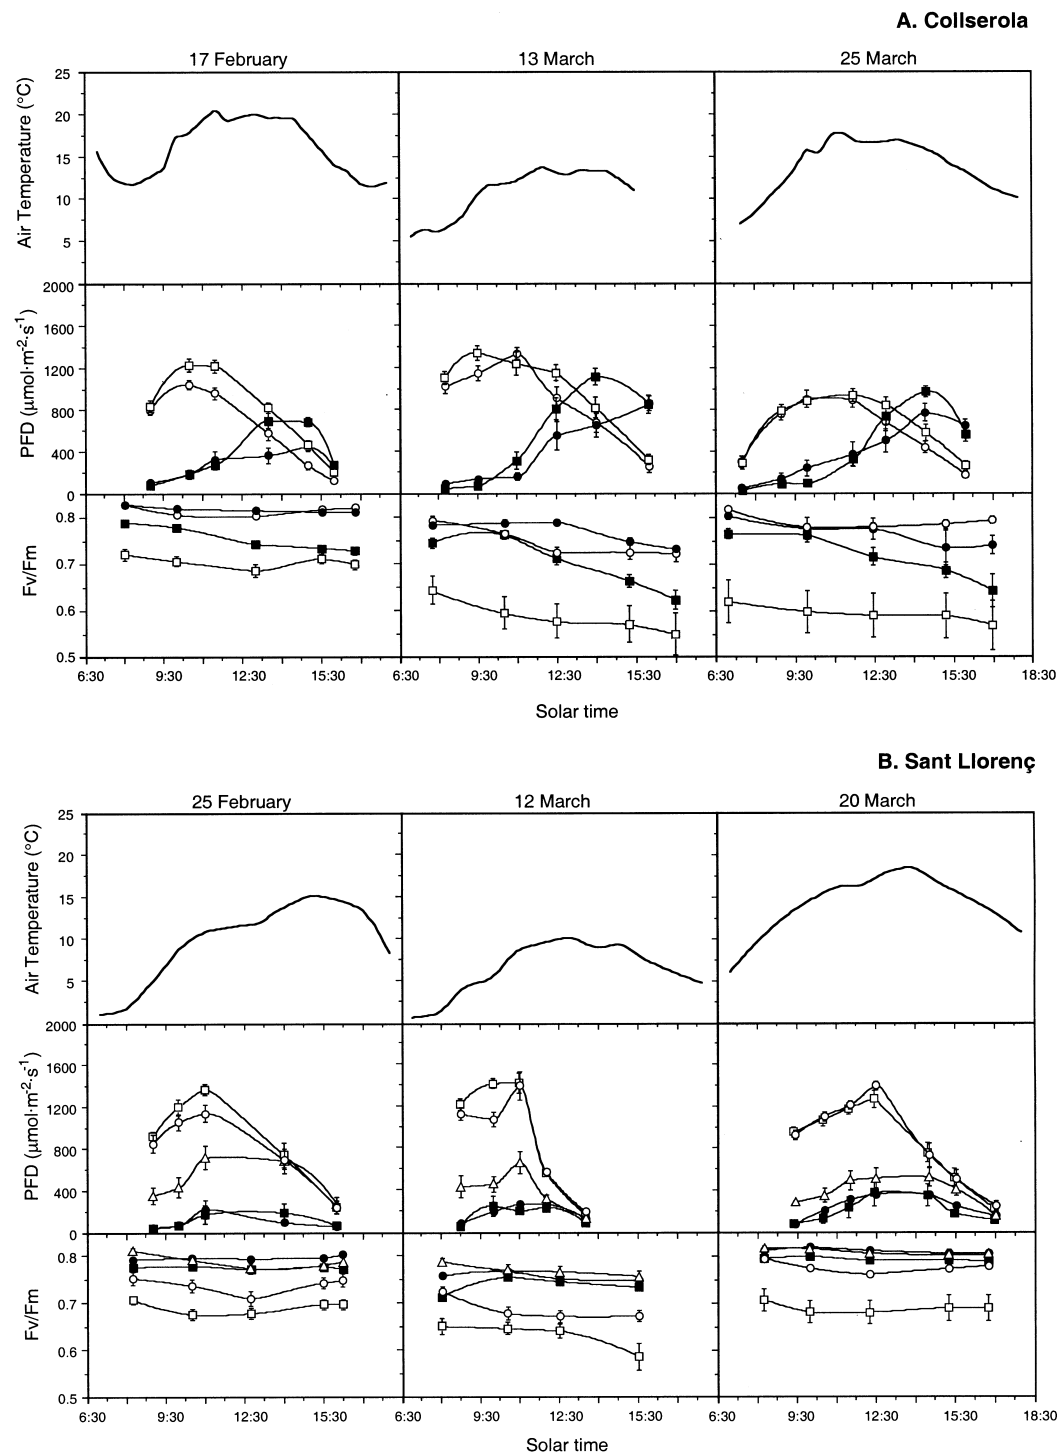 A. Collserola
17 February
13 March
25 March
Air Temperature (°C)
25
20
15
10
5
PFD (μmol·m-2·s-1)
2000
1600
1200
800
400
0
Fv/Fm
0.8
0.7
0.6
0.5
6:30 9:30 12:30 15:30 6:30 9:30 12:30 15:30 6:30 9:30 12:30 15:30 18:30
Solar time
B. Sant Llorenç
25 February
12 March
20 March
Air Temperature (°C)
25
20
15
10
5
PFD (μmol·m-2·s-1)
2000
1600
1200
800
400
0
Fv/Fm
0.8
0.7
0.6
0.5
6:30 9:30 12:30 15:30 6:30 9:30 12:30 15:30 6:30 9:30 12:30 15:30 18:30
Solar time